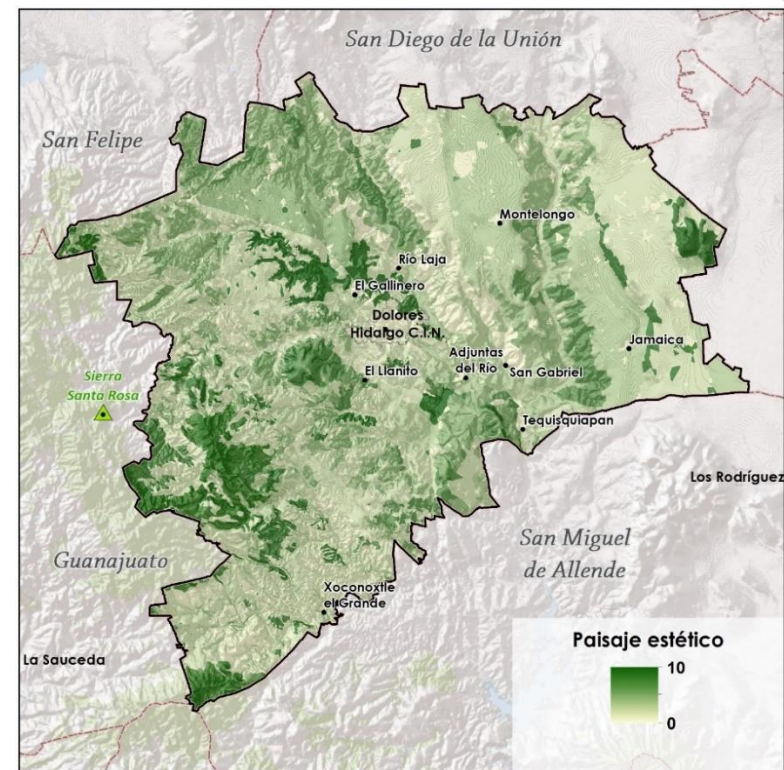 San Diego de la Unión
San Felipe
Montelongo
Río Laja
El Gallinero
Dolores
Hidalgo C.I.N.
Adjuntas
del Río
San Gabriel
Jamaica
El Llanito
Sierra
Santa Rosa
Tequisquiapan
Los Rodríguez
San Miguel
de Allende
Guanajuato
Xoconoxtle
el Grande
La Sauceda
Paisaje estético
10
0